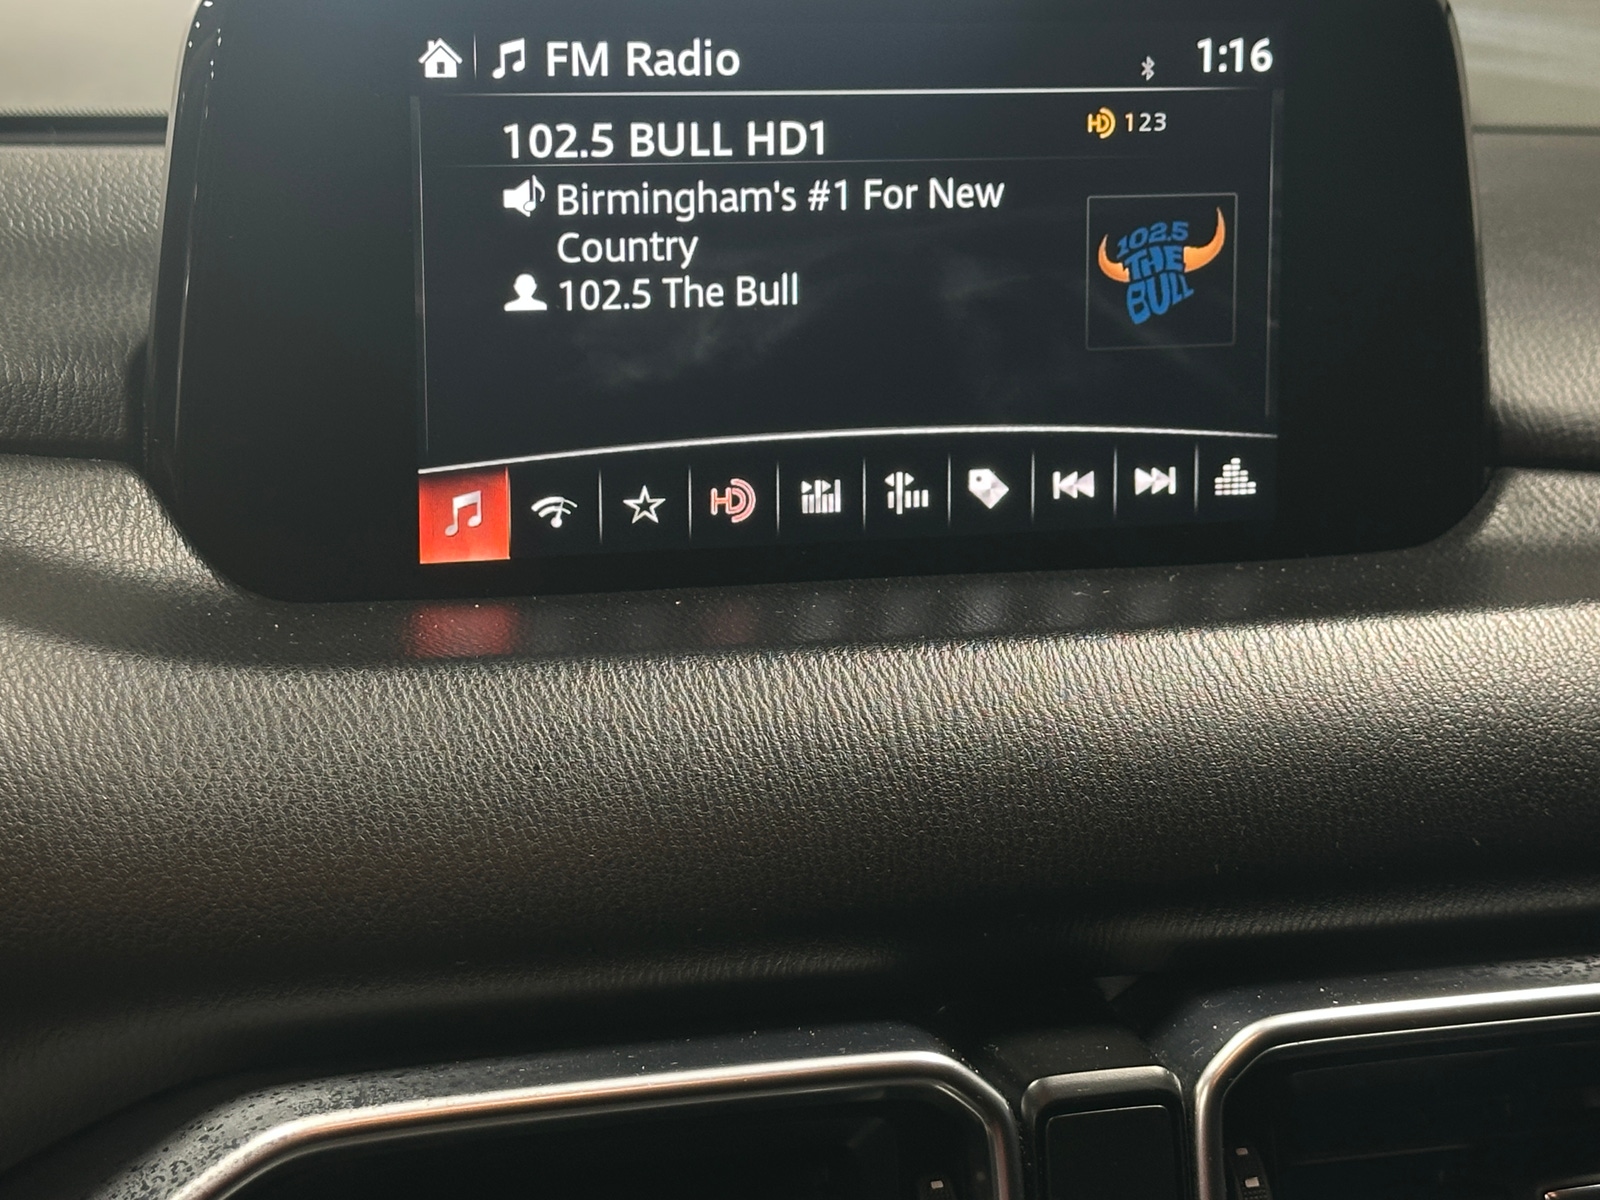 FM Radio
1:16
102.5 BULL HD1
HD 123
Birmingham's #1 For New
Country
102.5 The Bull
102.5
THE
BULL
HD